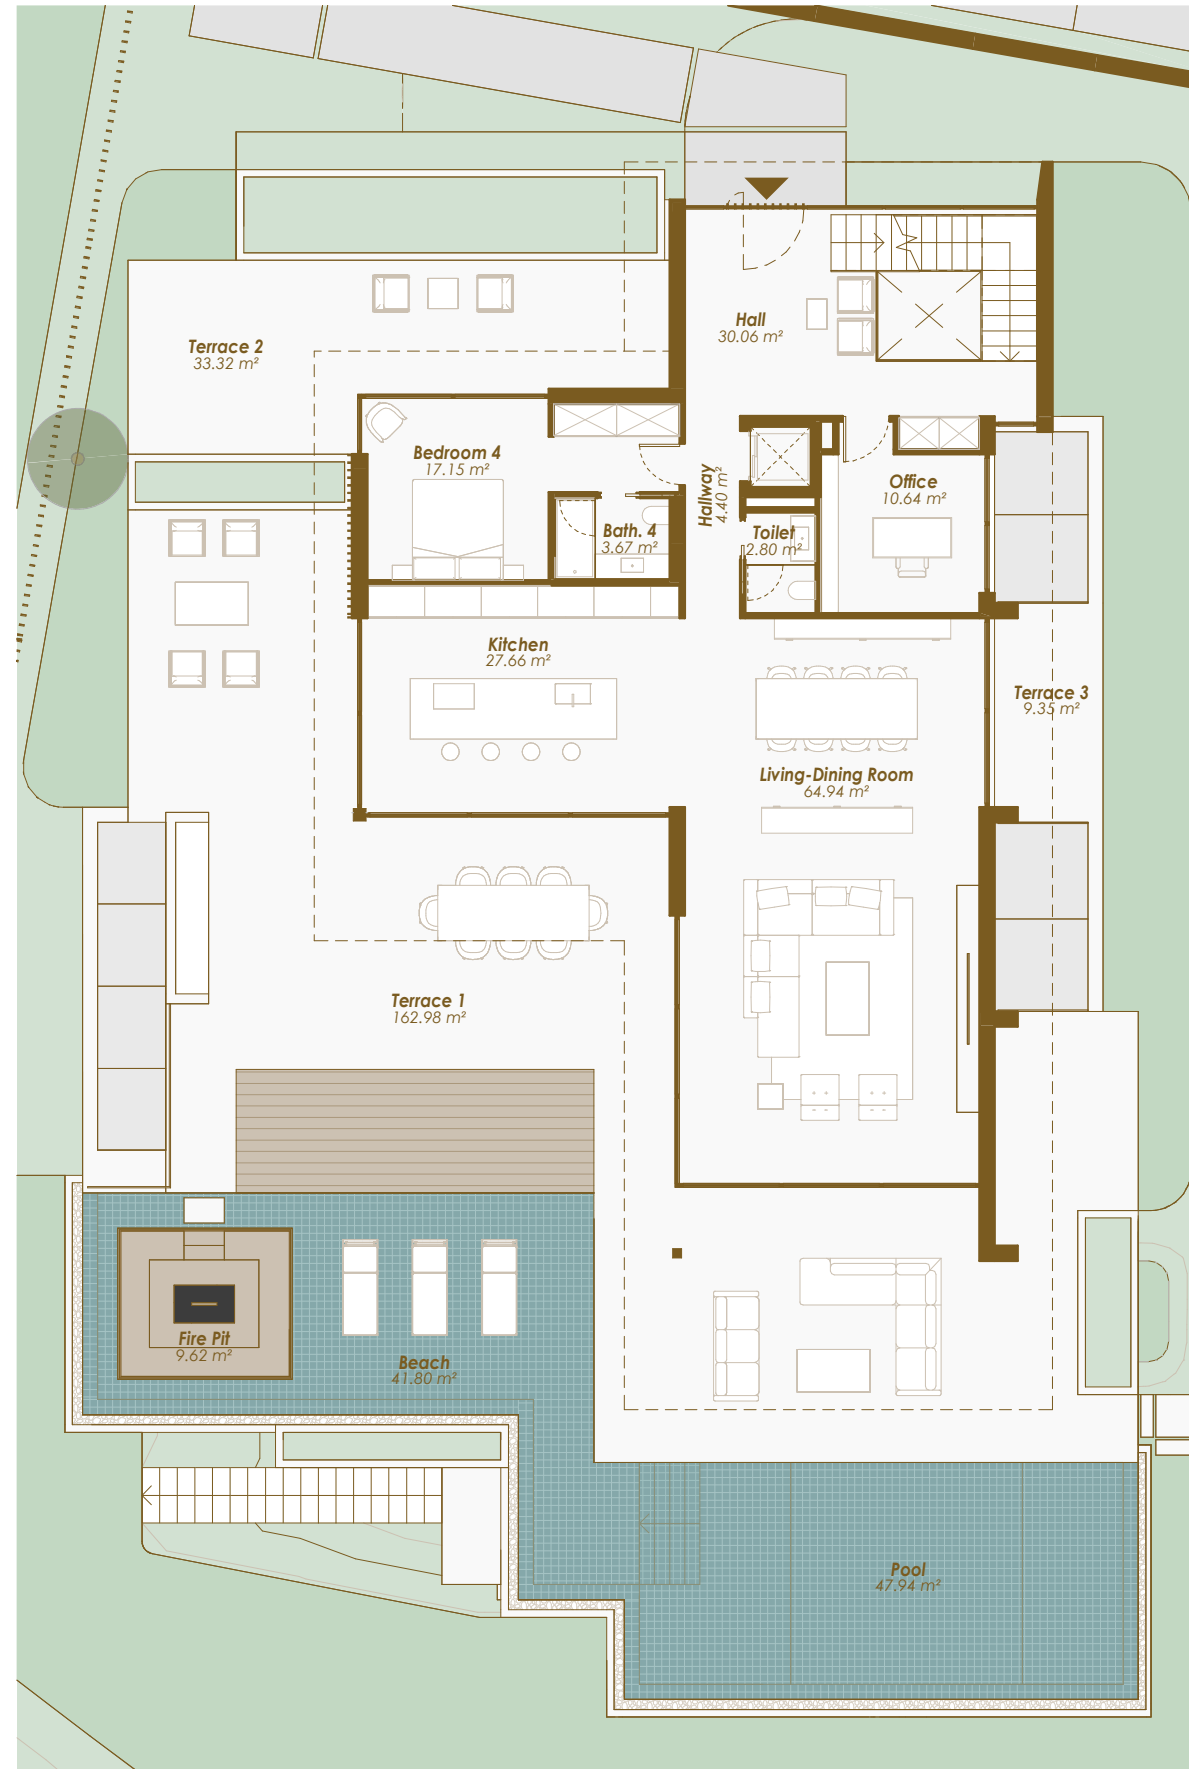 Hall
30.06 m²
Terrace 2
33.32 m²
Bedroom 4
17.15 m²
Hallway
4.40 m²
Office
10.64 m²
Bath. 4
3.67 m²
Toilet
2.80 m²
Kitchen
27.66 m²
Terrace 3
9.35 m²
Living-Dining Room
64.94 m²
Terrace 1
162.98 m²
Fire Pit
9.62 m²
Beach
41.80 m²
Pool
47.94 m²